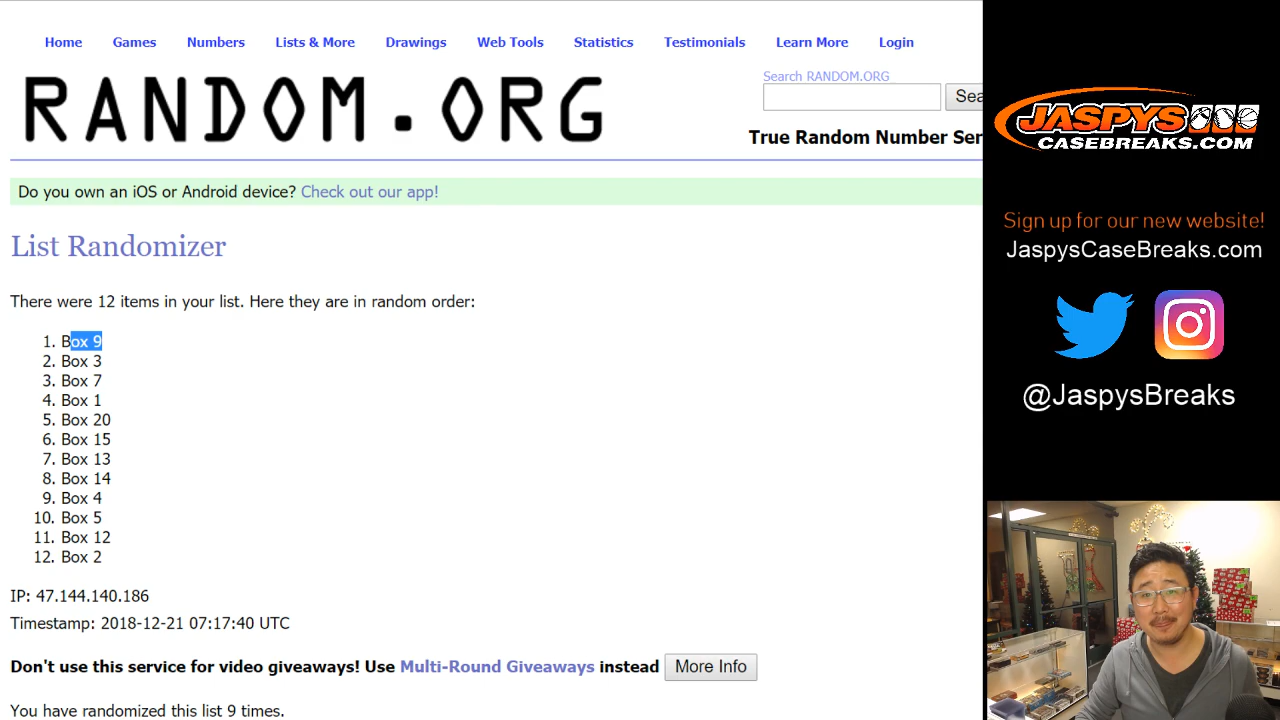 Home Games Numbers Lists & More Drawings Web Tools Statistics Testimonials Learn More Login
RANDOM.ORG
Search RANDOM.ORG
Sea
True Random Number Ser
Do you own an iOS or Android device? Check out our app!
List Randomizer
There were 12 items in your list. Here they are in random order:
1. Box 9
2. Box 3
3. Box 7
4. Box 1
5. Box 20
6. Box 15
7. Box 13
8. Box 14
9. Box 4
10. Box 5
11. Box 12
12. Box 2
IP: 47.144.140.186
Timestamp: 2018-12-21 07:17:40 UTC
Don't use this service for video giveaways! Use Multi-Round Giveaways instead More Info
You have randomized this list 9 times.
JASPYS
CASEBREAKS.COM
Sign up for our new website!
JaspysCaseBreaks.com
@JaspysBreaks